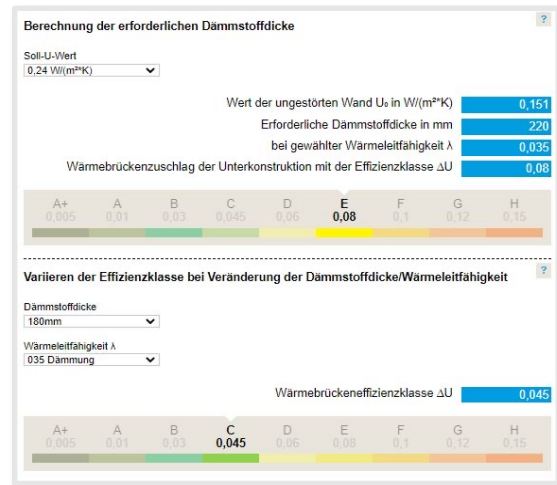 Berechnung der erforderlichen Dämmstoffdicke
?
Soll-U-Wert
0,24 W/(m²*K)
Wert der ungestörten Wand U₀ in W/(m²*K) 0,151
Erforderliche Dämmstoffdicke in mm 220
bei gewählter Wärmeleitfähigkeit λ 0,035
Wärmebrückenzuschlag der Unterkonstruktion mit der Effizienzklasse ΔU 0,08
A+ A B C D E F G H
0,005 0,01 0,03 0,045 0,06 0,08 0,1 0,12 0,15
Variieren der Effizienzklasse bei Veränderung der Dämmstoffdicke/Wärmeleitfähigkeit
?
Dämmstoffdicke
180mm
Wärmeleitfähigkeit λ
035 Dämmung
Wärmebrückeneffizienzklasse ΔU 0,045
A+ A B C D E F G H
0,005 0,01 0,03 0,045 0,06 0,08 0,1 0,12 0,15